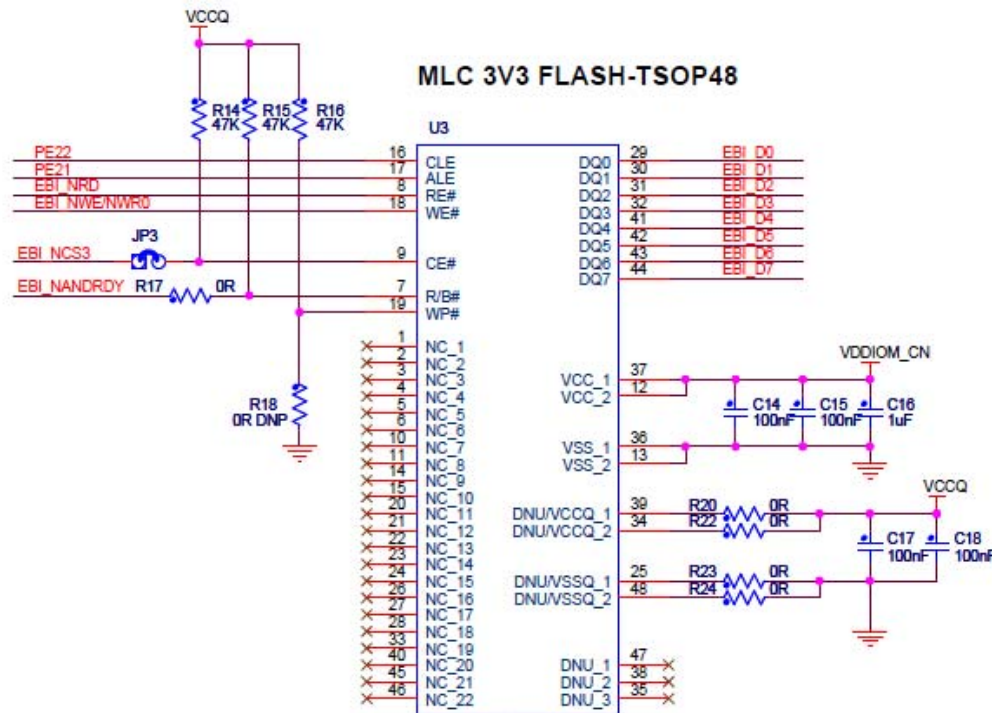 VCCQ
MLC 3V3 FLASH-TSOP48
R14 R15 R16
47K 47K 47K
U3
PE22 16 CLE DQ0 29 EBI_D0
PE21 17 ALE DQ1 30 EBI_D1
EBI_NRD 8 RE# DQ2 31 EBI_D2
EBI_NWE/NWR0 18 WE# DQ3 32 EBI_D3
DQ4 41 EBI_D4
JP3 DQ5 42 EBI_D5
EBI_NCS3 9 CE# DQ6 43 EBI_D6
DQ7 44 EBI_D7
EBI_NANDRDY R17 0R 7 R/B#
19 WP#
1 NC_1
2 NC_2
3 NC_3
4 NC_4
5 NC_5
6 NC_6
10 NC_7
11 NC_8
14 NC_9
15 NC_10
20 NC_11
21 NC_12
22 NC_13
23 NC_14
24 NC_15
26 NC_16
27 NC_17
28 NC_18
33 NC_19
40 NC_20
45 NC_21
46 NC_22
R18
0R DNP
VDDIOM_CN
VCC_1 37
VCC_2 12
C14 C15 C16
100nF 100nF 1uF
VSS_1 36
VSS_2 13
VCCQ
DNU/VCCQ_1 39 R20 0R
DNU/VCCQ_2 34 R22 0R
C17 C18
100nF 100nF
DNU/VSSQ_1 25 R23 0R
DNU/VSSQ_2 48 R24 0R
DNU_1 47
DNU_2 38
DNU_3 35